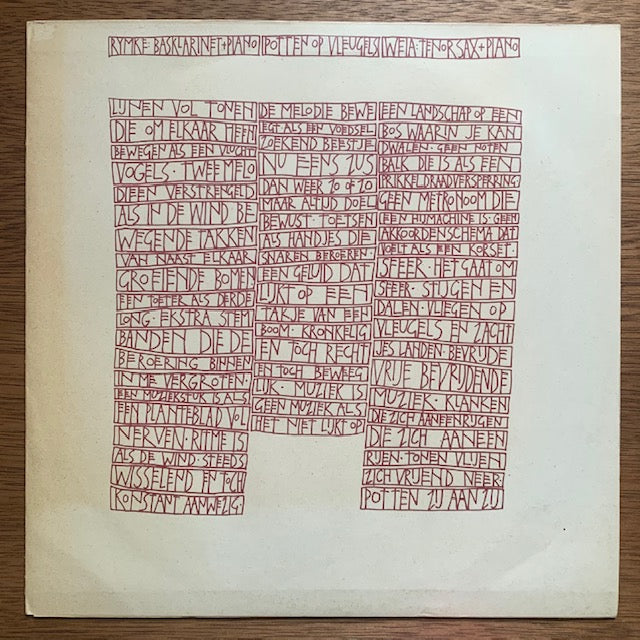 RYMKE: BASKLARINET+PIANO POTTEN OP VLEUGELS WETA: TENORSAX+PIANO
LIJNEN VOL TONEN
DIE OM ELKAAR HEEN
BEWEGEN ALS EEN VLUCHT
VOGELS · TWEE MELO
DIEEN VERSTRENGELD
ALS IN DE WIND BE
WEGENDE TAKKEN
VAN NAAST ELKAAR
GROEIENDE BOMEN
EEN TOETER ALS DERDE
LONG · EKSTRA STEM
BANDEN DIE DE
BEROERING BINNEN
IN ME VERGROTEN ·
EEN MUZIEKSTUK IS ALS
EEN PLANTEBLAD VOL
NERVEN · RITME IS
ALS DE WIND · STEEDS
WISSELEND EN TOCH
KONSTANT AANWEZIG
DE MELODIE BEWE
EGT ALS EEN VOEDSEL
ZOEKEND BEESTJE
NU EENS ZUS
DAN WEER ZO OF ZO
MAAR ALTIJD DOEL
BEWUST · TOETSEN
ALS HANDJES DIE
SNAREN BEROEREN ·
EEN GELUID DAT
LIJKT OP EEN
TAKJE VAN EEN
BOOM · KRONKELIG
EN TOCH RECHT
EN TOCH BEWEEG
LIJK · MUZIEK IS
GEEN MUZIEK ALS
HET NIET LIJKT OP
EEN LANDSCHAP OP EEN
BOS WAARIN JE KAN
DWALEN · GEEN NOTEN
BALK DIE IS ALS EEN
PRIKKELDRAADVERSPERRING
GEEN METRONOOM DIE
EEN HEIMACHINE IS · GEEN
AKKOORDENSCHEMA DAT
VOELT ALS EEN KORSET ·
SFEER · HET GAAT OM
SFEER · STIJGEN EN
DALEN · VLIEGEN OP
VLEUGELS EN ZACHT
JES LANDEN · BEVRIJDE
VRIJE BEVRIJDENDE
MUZIEK · KLANKEN
DIE ZICH AANEENRIJGEN
DIE ZICH AANEEN
RIJEN · TONEN VLIJEN
ZICH VRIJEND NEER
POTTEN ZIJ AAN ZIJ